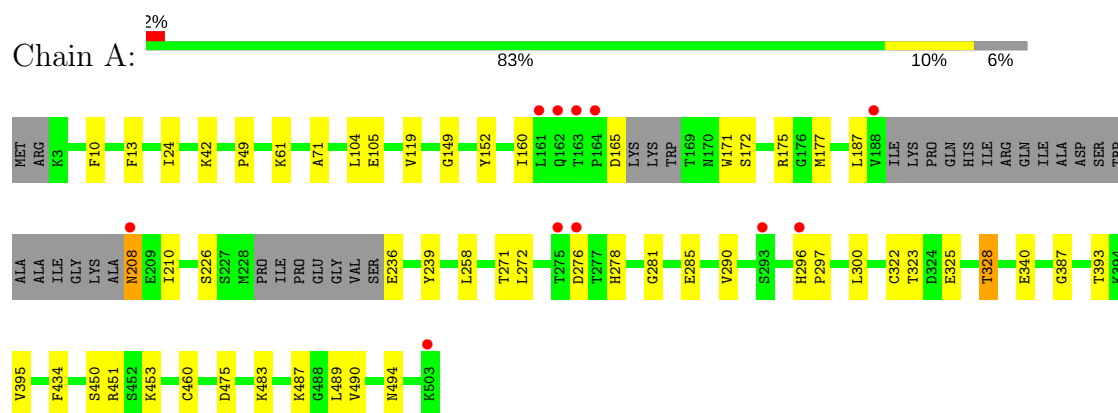 2%
Chain A:
83% 10% 6%
MET ARG K3 F10 F13 I24 K42 P49 K61 A71 L104 E105 V119 G149 Y152 I160 L161 Q162 T163 P164 D165 LYS LYS TRP T169 N170 W171 S172 R175 G176 M177 L187 V188 ILE LYS PRO GLN HIS ILE ARG GLN ILE ALA ASP SER TRP
ALA ALA ILE GLY LYS ALA N208 E209 I210 S226 S227 M228 PRO ILE PRO GLU GLY VAL SER E236 Y239 L258 T271 L272 T275 D276 T277 H278 G281 E285 V290 S293 H296 P297 L300 C322 T323 D324 E325 T328 E340 G387 T393 K394
V395 F434 S450 R451 S452 K453 C460 D475 K483 K487 G488 L489 V490 N494 K503